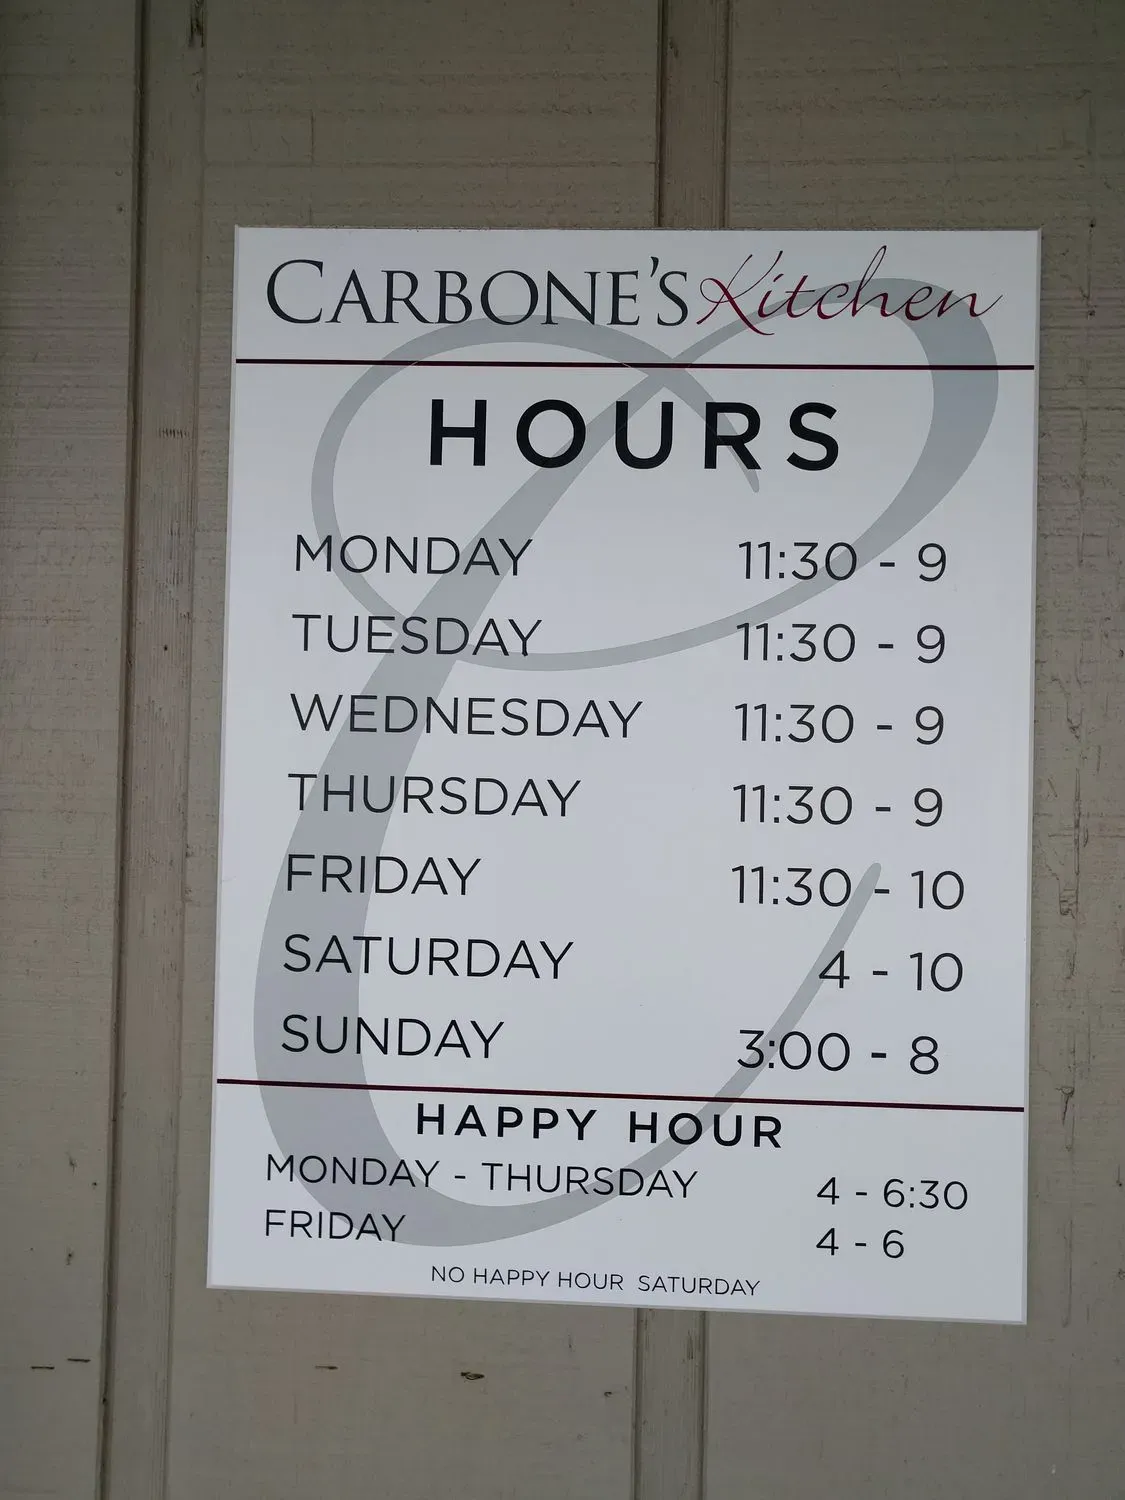 CARBONE'S Kitchen
HOURS
MONDAY 11:30 - 9
TUESDAY 11:30 - 9
WEDNESDAY 11:30 - 9
THURSDAY 11:30 - 9
FRIDAY 11:30 - 10
SATURDAY 4 - 10
SUNDAY 3:00 - 8
HAPPY HOUR
MONDAY - THURSDAY 4 - 6:30
FRIDAY 4 - 6
NO HAPPY HOUR SATURDAY